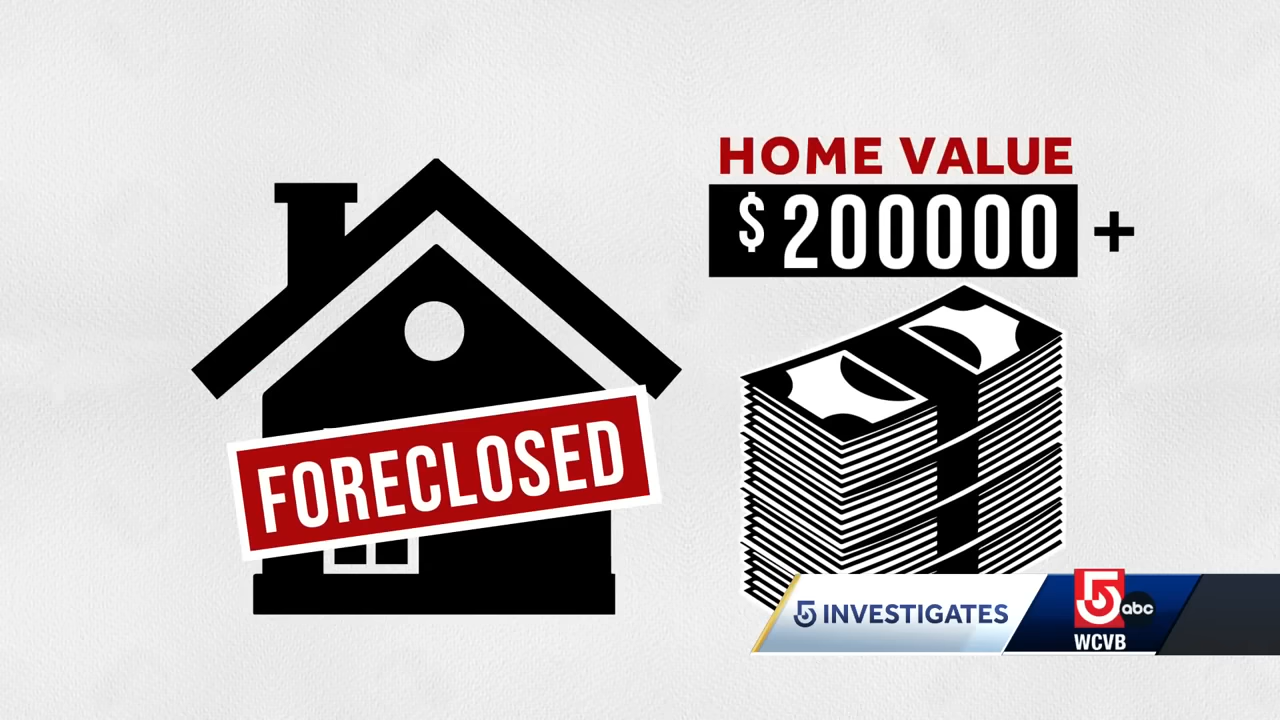 HOME VALUE
$200000 +
FORECLOSED
5 INVESTIGATES
5 abc
WCVB